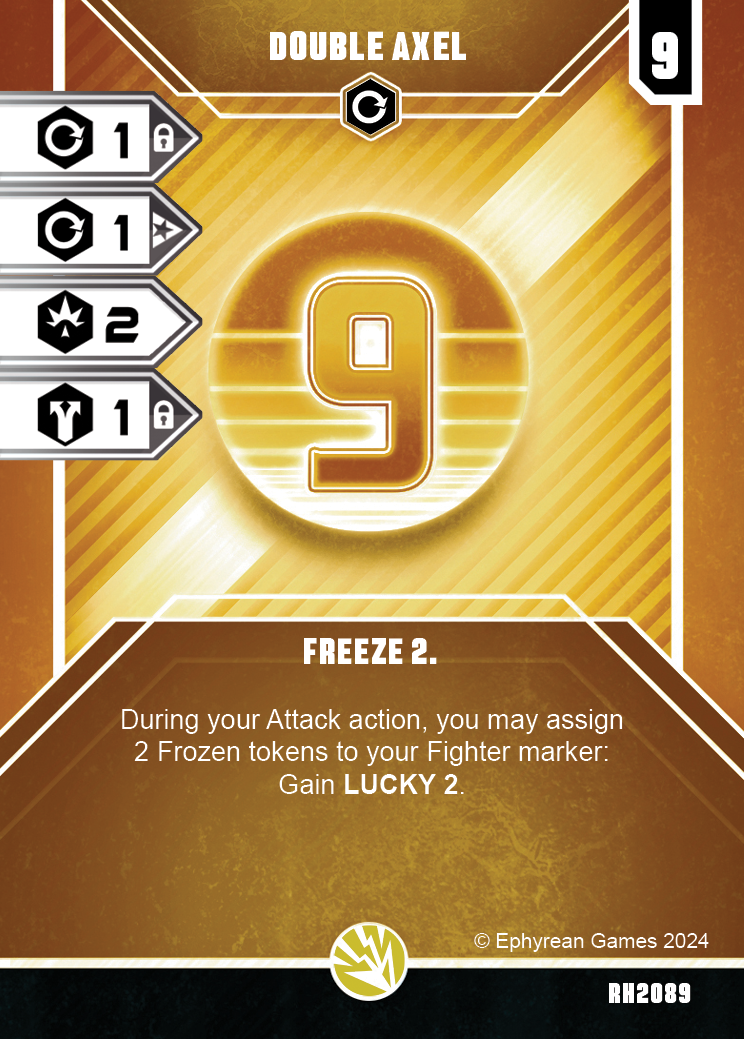 DOUBLE AXEL
9
1
1
2
1
9
FREEZE 2.
During your Attack action, you may assign
2 Frozen tokens to your Fighter marker:
Gain LUCKY 2.
© Ephyrean Games 2024
RH2089